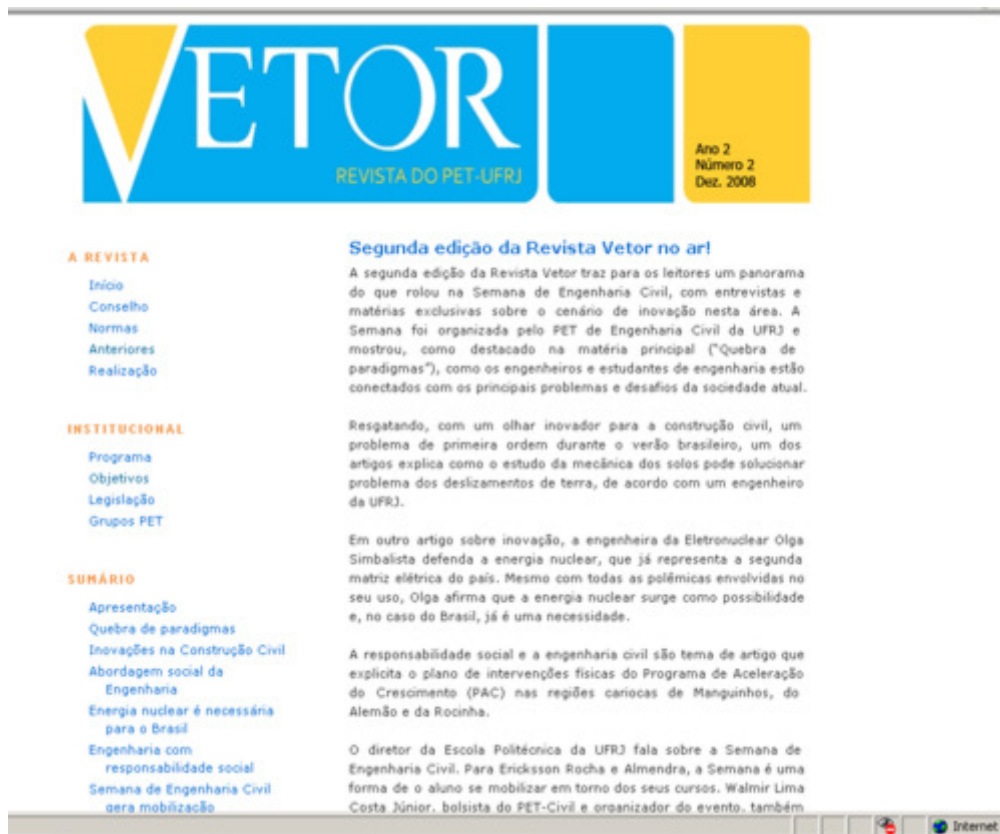 VETOR
REVISTA DO PET-UFRJ
Ano 2
Número 2
Dez. 2008
A REVISTA
Início
Conselho
Normas
Anteriores
Realização
INSTITUCIONAL
Programa
Objetivos
Legislação
Grupos PET
SUMÁRIO
Apresentação
Quebra de paradigmas
Inovações na Construção Civil
Abordagem social da
Engenharia
Energia nuclear é necessária
para o Brasil
Engenharia com
responsabilidade social
Semana de Engenharia Civil
gera mobilização
Segunda edição da Revista Vetor no ar!
A segunda edição da Revista Vetor traz para os leitores um panorama
do que rolou na Semana de Engenharia Civil, com entrevistas e
matérias exclusivas sobre o cenário de inovação nesta área. A
Semana foi organizada pelo PET de Engenharia Civil da UFRJ e
mostrou, como destacado na matéria principal ("Quebra de
paradigmas"), como os engenheiros e estudantes de engenharia estão
conectados com os principais problemas e desafios da sociedade atual.
Resgatando, com um olhar inovador para a construção civil, um
problema de primeira ordem durante o verão brasileiro, um dos
artigos explica como o estudo da mecânica dos solos pode solucionar
problema dos deslizamentos de terra, de acordo com um engenheiro
da UFRJ.
Em outro artigo sobre inovação, a engenheira da Eletronuclear Olga
Simbalista defenda a energia nuclear, que já representa a segunda
matriz elétrica do país. Mesmo com todas as polêmicas envolvidas no
seu uso, Olga afirma que a energia nuclear surge como possibilidade
e, no caso do Brasil, já é uma necessidade.
A responsabilidade social e a engenharia civil são tema de artigo que
explicita o plano de intervenções físicas do Programa de Aceleração
do Crescimento (PAC) nas regiões cariocas de Manguinhos, do
Alemão e da Rocinha.
O diretor da Escola Politécnica da UFRJ fala sobre a Semana de
Engenharia Civil. Para Ericksson Rocha e Almendra, a Semana é uma
forma de o aluno se mobilizar em torno dos seus cursos. Walmir Lima
Costa Júnior, bolsista do PET-Civil e organizador do evento, também
Internet